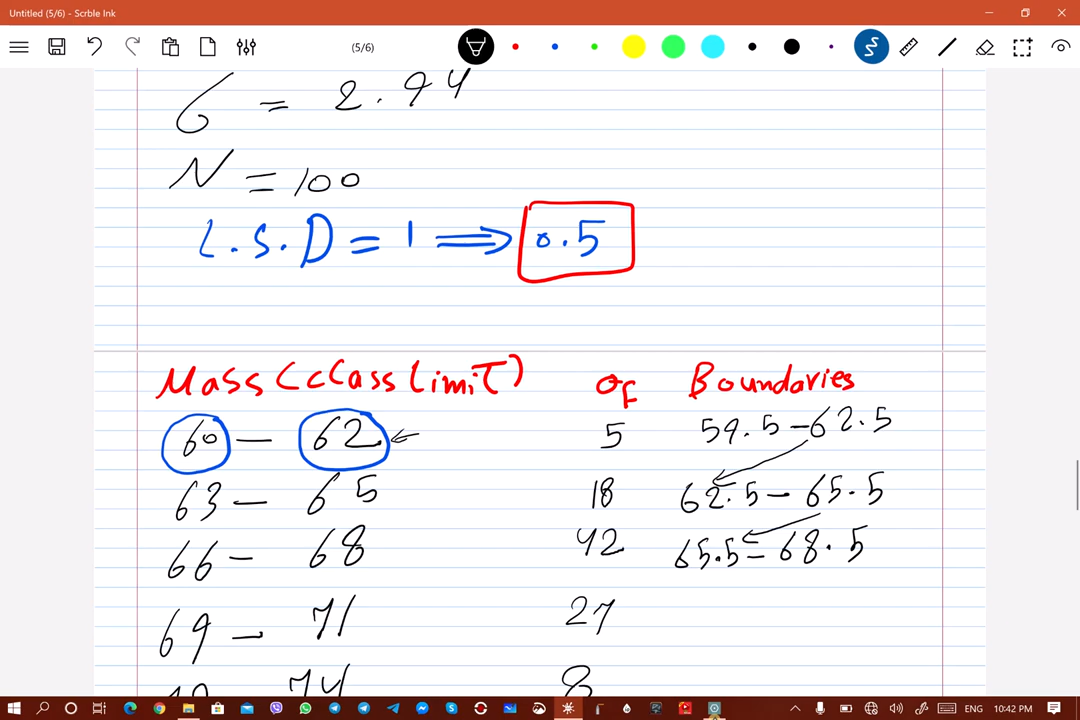 Untitled (5/6) - Scrble Ink
(5/6)
6 = 2.94
N = 100
L.S.D = 1 ⟹ 0.5
Mass (cClass Limit) Of Boundaries
60 — 62 5 59.5 – 62.5
63 – 65 18 62.5 – 65.5
66 – 68 42 65.5 – 68.5
69 – 71 27
74 8
ENG 10:42 PM